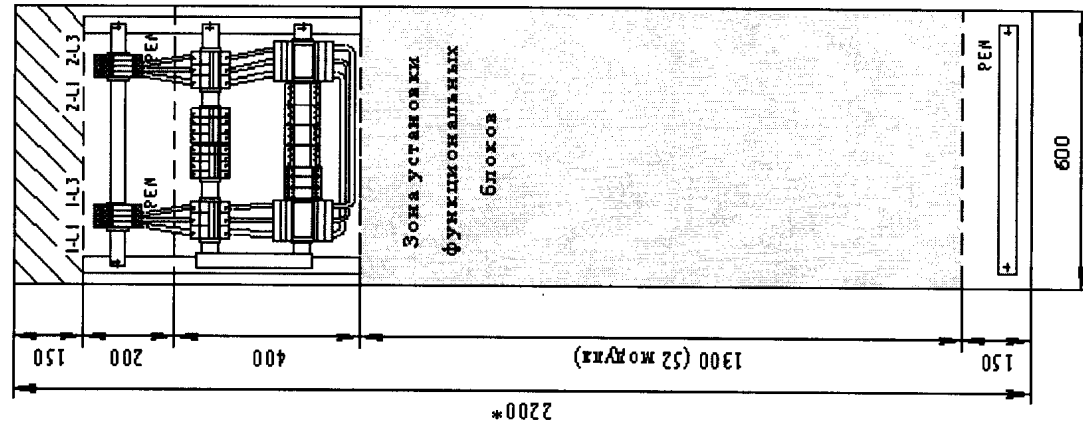 1-L1
1-L3
2-L1
2-L3
PEN
PEN
Зона установки
функциональных
блоков
PEN
150
200
400
1300 (52 модуля)
150
2200*
600